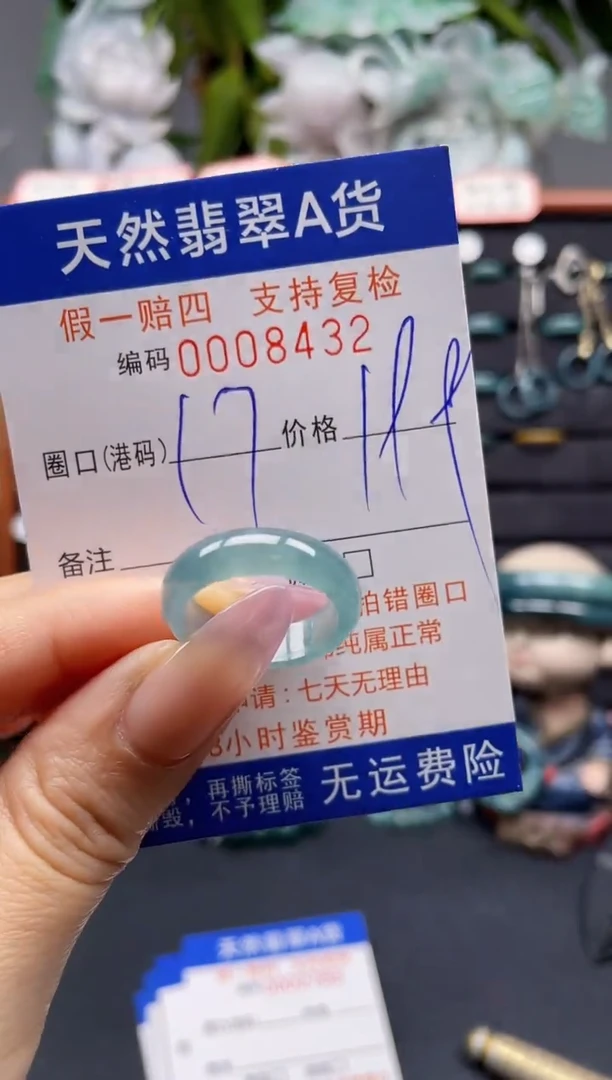 天然翡翠A货
假一赔四 支持复检
编码 0008432
圈口(港码) 17 价格
备注 □
拍错圈口
纯属正常
请:七天无理由
小时鉴赏期
再撕标签 无运费险
不予理赔